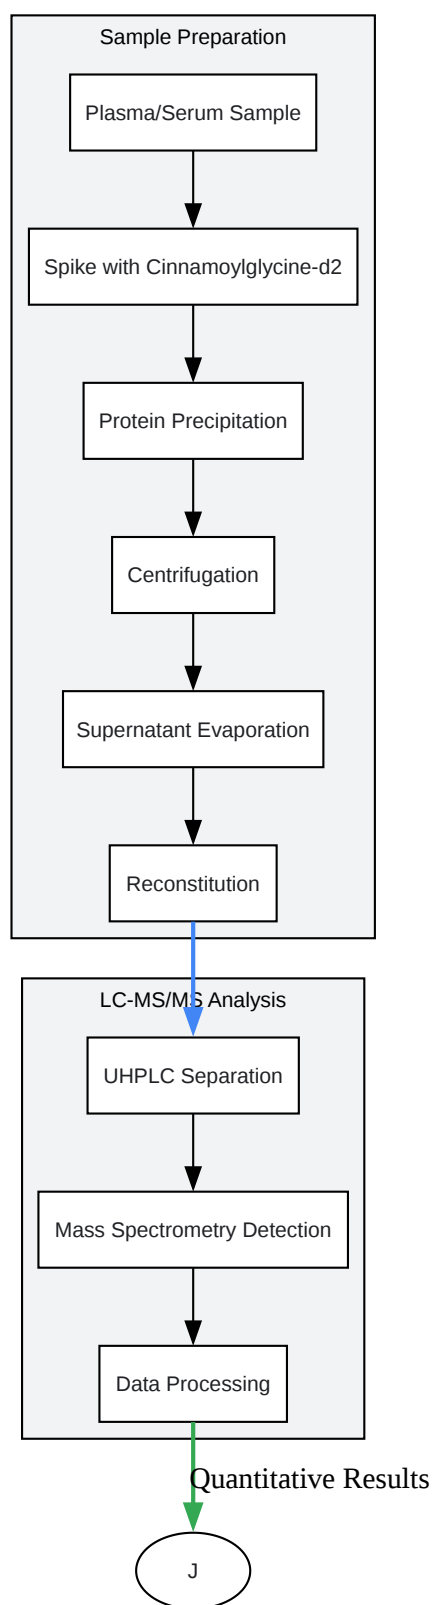 Sample Preparation
Plasma/Serum Sample
Spike with Cinnamoylglycine-d2
Protein Precipitation
Centrifugation
Supernatant Evaporation
Reconstitution
LC-MS/MS Analysis
UHPLC Separation
Mass Spectrometry Detection
Data Processing
Quantitative Results
J